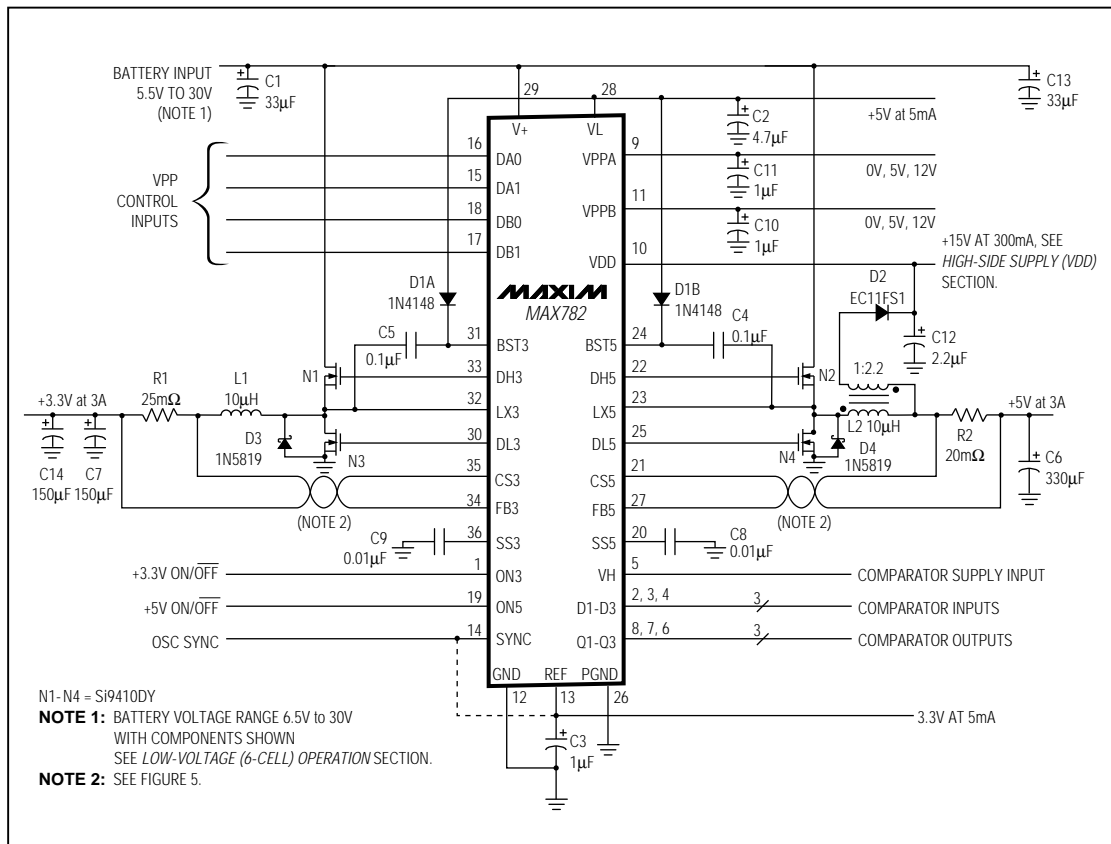 BATTERY INPUT
5.5V TO 30V
(NOTE 1)
C1
33µF
29
28
C13
33µF
V+
VL
C2
4.7µF
+5V at 5mA
VPP
CONTROL
INPUTS
16
DA0
15
DA1
18
DB0
17
DB1
VPPA
9
C11
1µF
0V, 5V, 12V
VPPB
11
C10
1µF
0V, 5V, 12V
VDD
10
+15V AT 300mA, SEE
HIGH-SIDE SUPPLY (VDD)
SECTION.
MAXIM
MAX782
D1A
1N4148
D1B
1N4148
D2
EC11FS1
C12
2.2µF
C5
0.1µF
31
BST3
BST5
24
C4
0.1µF
1:2.2
N1
33
DH3
DH5
22
N2
+3.3V at 3A
R1
25mΩ
L1
10µH
32
LX3
LX5
23
L2 10µH
+5V at 3A
R2
20mΩ
C14
150µF
C7
150µF
D3
1N5819
N3
30
DL3
DL5
25
N4
D4
1N5819
C6
330µF
35
CS3
CS5
21
34
FB3
FB5
27
(NOTE 2)
(NOTE 2)
C9
0.01µF
36
SS3
SS5
20
C8
0.01µF
+3.3V ON/OFF
1
ON3
VH
5
COMPARATOR SUPPLY INPUT
+5V ON/OFF
19
ON5
D1-D3
2, 3, 4
3
COMPARATOR INPUTS
OSC SYNC
14
SYNC
Q1-Q3
8, 7, 6
3
COMPARATOR OUTPUTS
GND
REF
PGND
12
13
26
3.3V AT 5mA
C3
1µF
N1-N4 = Si9410DY
NOTE 1: BATTERY VOLTAGE RANGE 6.5V to 30V
WITH COMPONENTS SHOWN
SEE LOW-VOLTAGE (6-CELL) OPERATION SECTION.
NOTE 2: SEE FIGURE 5.